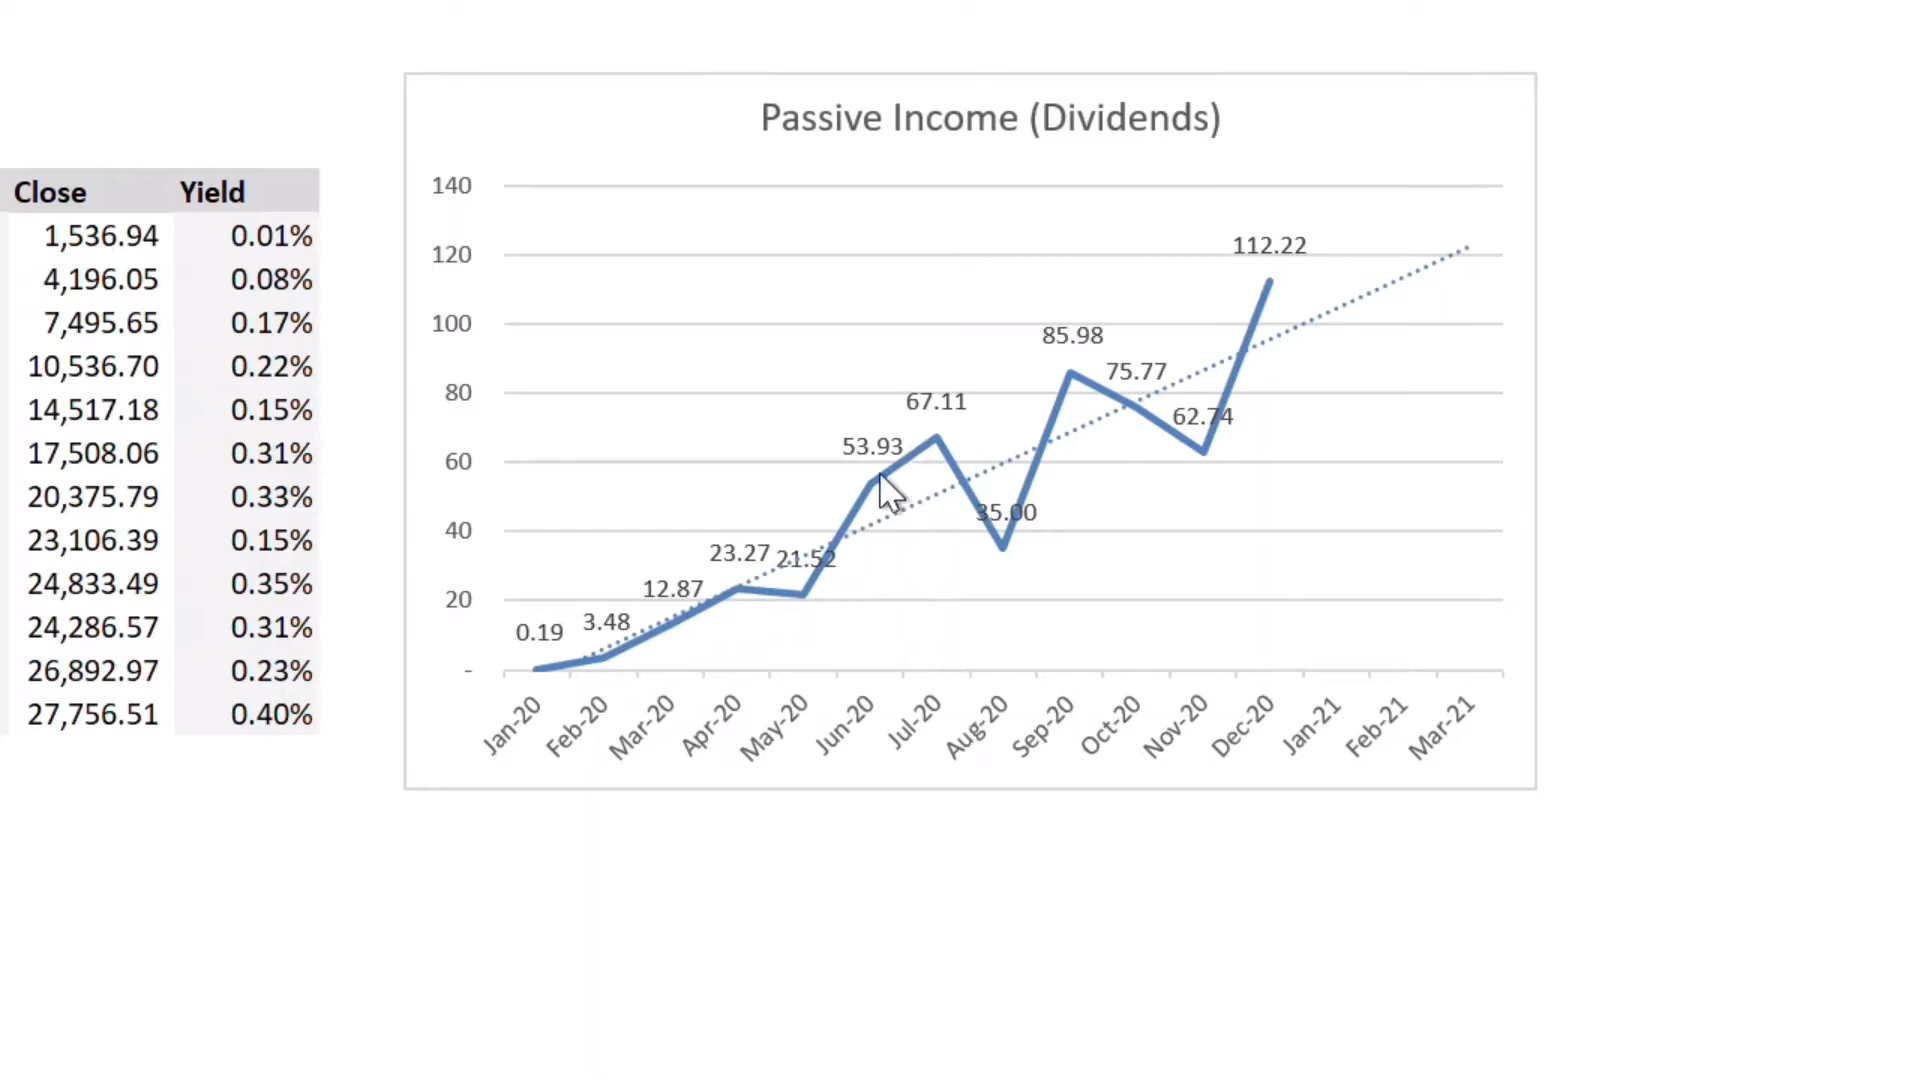 Passive Income (Dividends)
Close Yield
1,536.94 0.01%
4,196.05 0.08%
7,495.65 0.17%
10,536.70 0.22%
14,517.18 0.15%
17,508.06 0.31%
20,375.79 0.33%
23,106.39 0.15%
24,833.49 0.35%
24,286.57 0.31%
26,892.97 0.23%
27,756.51 0.40%
140
120
100
80
60
40
20
-
0.19
3.48
12.87
23.27
21.52
53.93
67.11
35.00
85.98
75.77
62.74
112.22
Jan-20
Feb-20
Mar-20
Apr-20
May-20
Jun-20
Jul-20
Aug-20
Sep-20
Oct-20
Nov-20
Dec-20
Jan-21
Feb-21
Mar-21